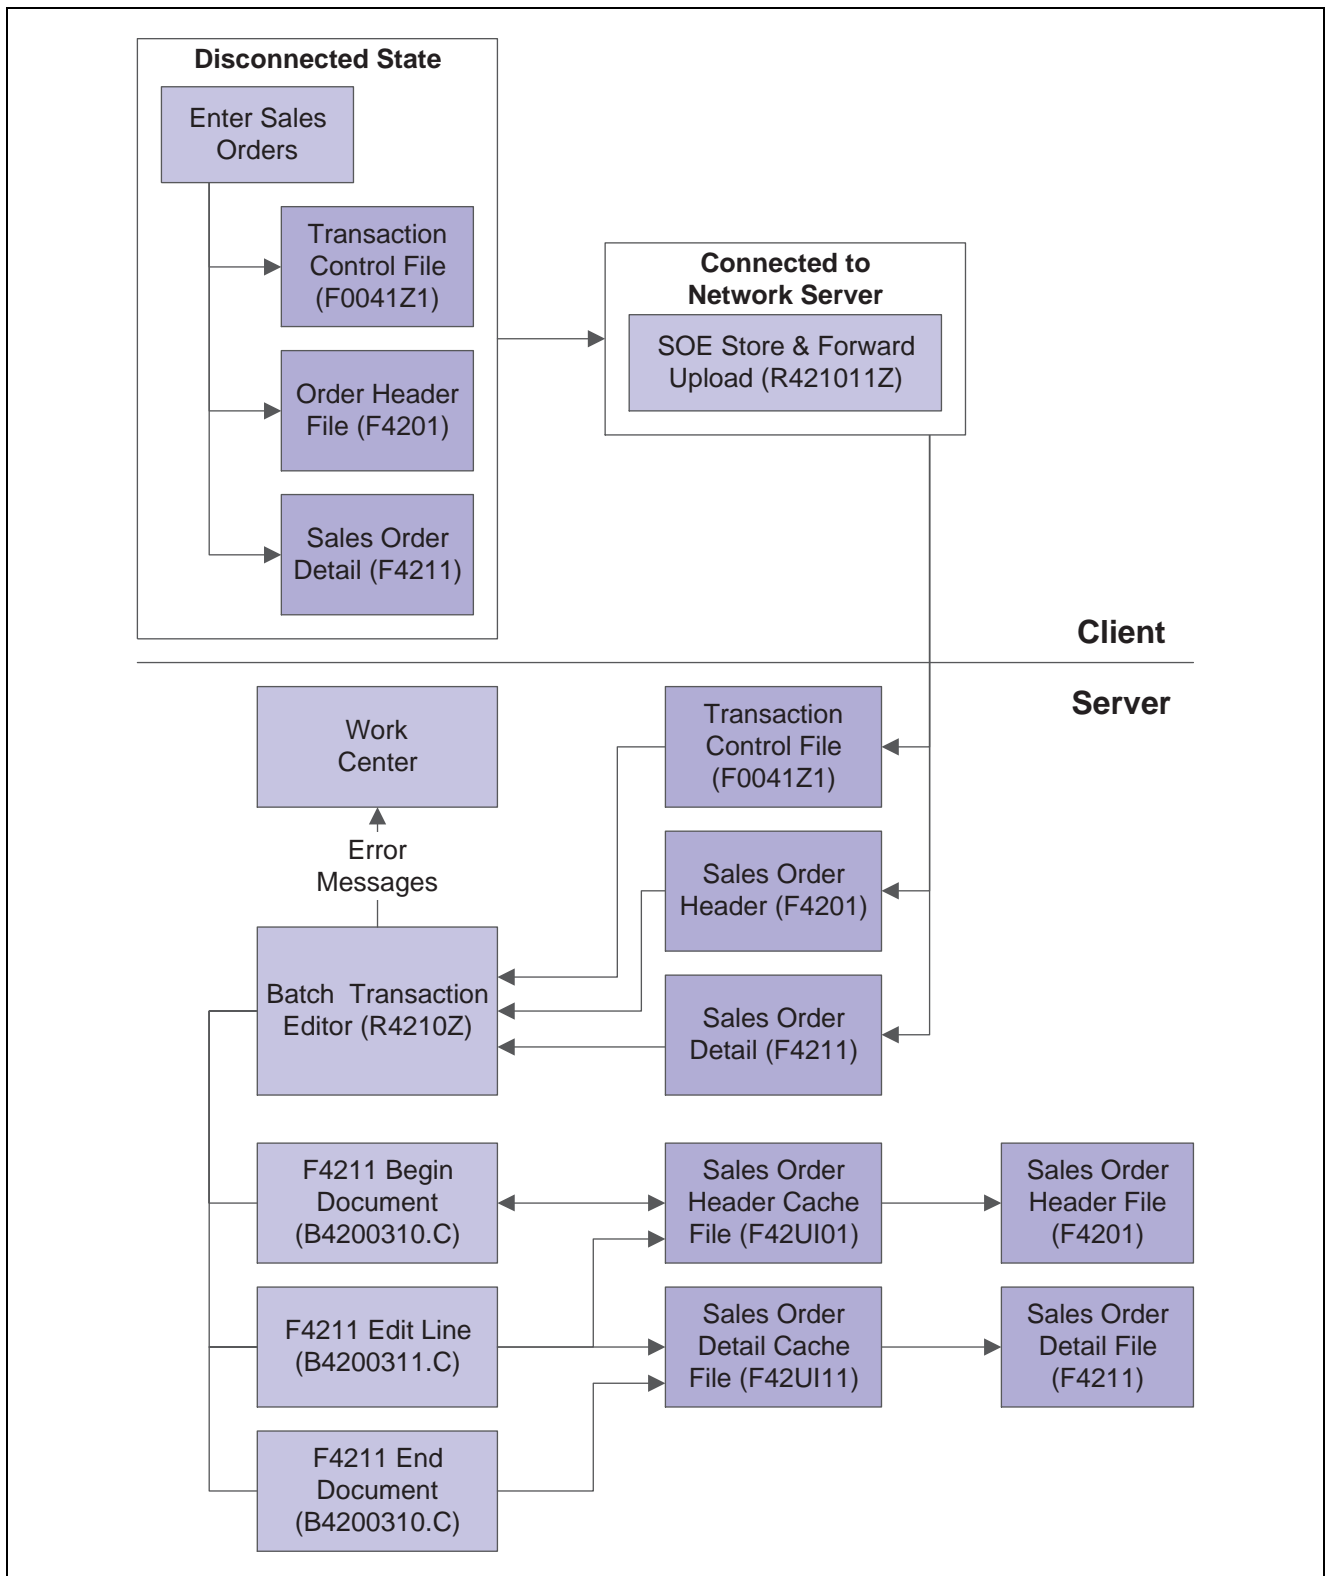 Disconnected State
Enter Sales
Orders
Transaction
Control File
(F0041Z1)
Order Header
File (F4201)
Sales Order
Detail (F4211)
Connected to
Network Server
SOE Store & Forward
Upload (R421011Z)
Client
Server
Work
Center
Error
Messages
Batch Transaction
Editor (R4210Z)
Transaction
Control File
(F0041Z1)
Sales Order
Header (F4201)
Sales Order
Detail (F4211)
F4211 Begin
Document
(B4200310.C)
Sales Order
Header Cache
File (F42UI01)
Sales Order
Header File
(F4201)
F4211 Edit Line
(B4200311.C)
Sales Order
Detail Cache
File (F42UI11)
Sales Order
Detail File
(F4211)
F4211 End
Document
(B4200310.C)